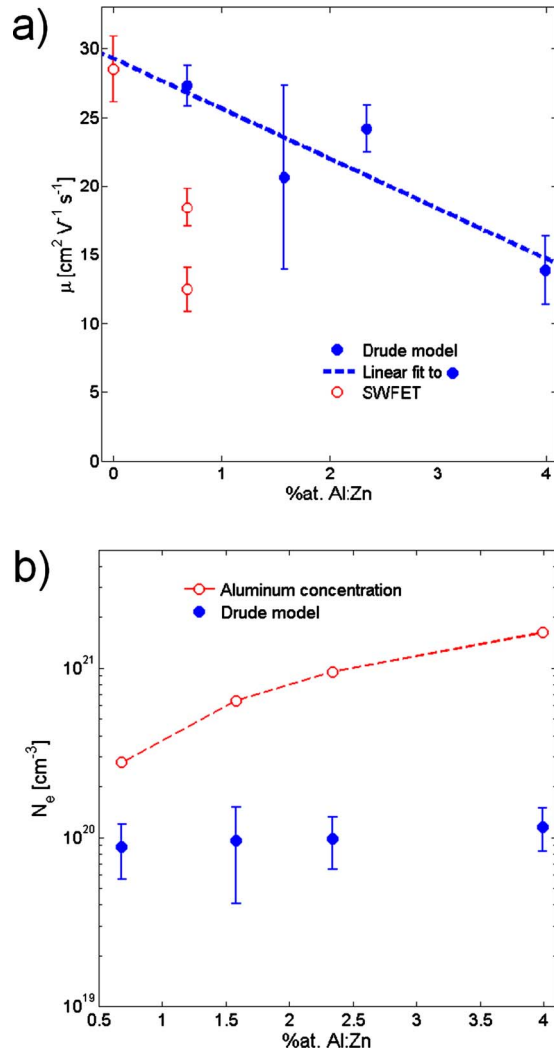 a)
30
25
20
15
10
5
0
μ [cm² V⁻¹ s⁻¹]
Drude model
Linear fit to
SWFET
0 1 2 3 4
%at. Al:Zn
b)
Aluminum concentration
Drude model
10²¹
10²⁰
10¹⁹
Nₑ [cm⁻³]
0.5 1 1.5 2 2.5 3 3.5 4
%at. Al:Zn